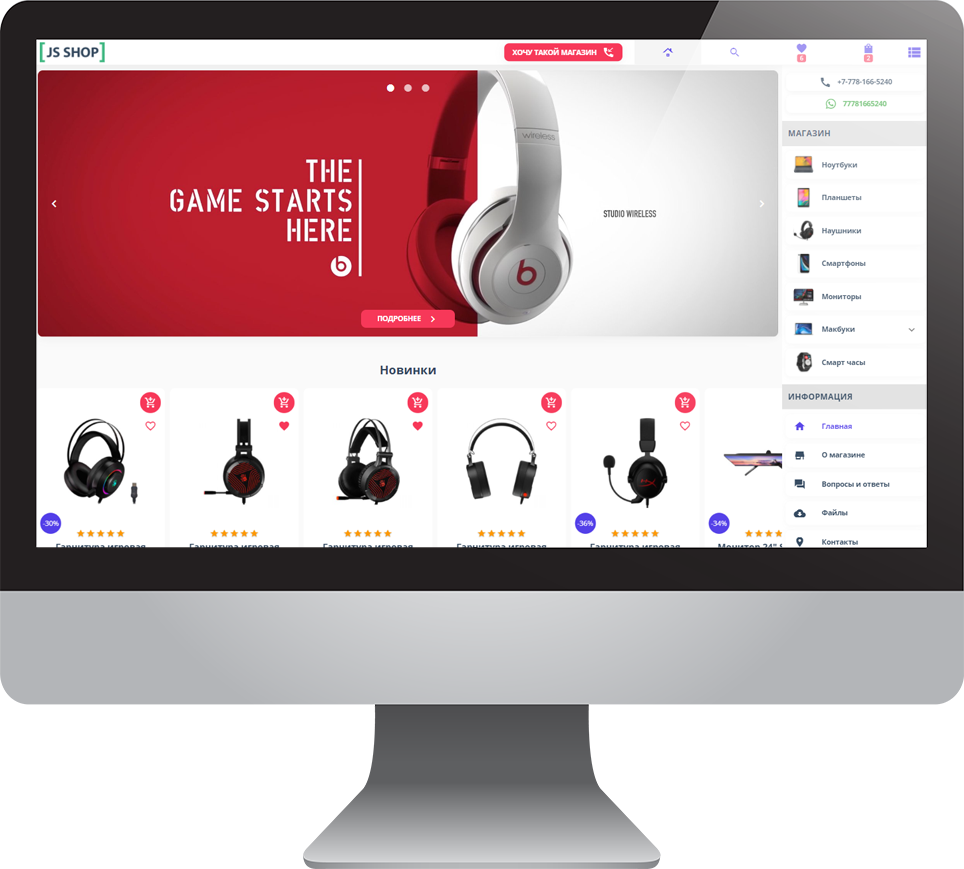 [JS SHOP]
ХОЧУ ТАКОЙ МАГАЗИН
4
2
+7-778-166-5240
77781665240
МАГАЗИН
Ноутбуки
Планшеты
Наушники
Смартфоны
Мониторы
Макбуки
Смарт часы
ИНФОРМАЦИЯ
Главная
О магазине
Вопросы и ответы
Файлы
Контакты
wireless
THE
GAME STARTS
HERE
b
b
STUDIO WIRELESS
ПОДРОБНЕЕ
Новинки
-30%
-36%
-34%
Гарнитура игровая
Гарнитура игровая
Гарнитура игровая
Гарнитура игровая
Гарнитура игровая
Монитор 24"